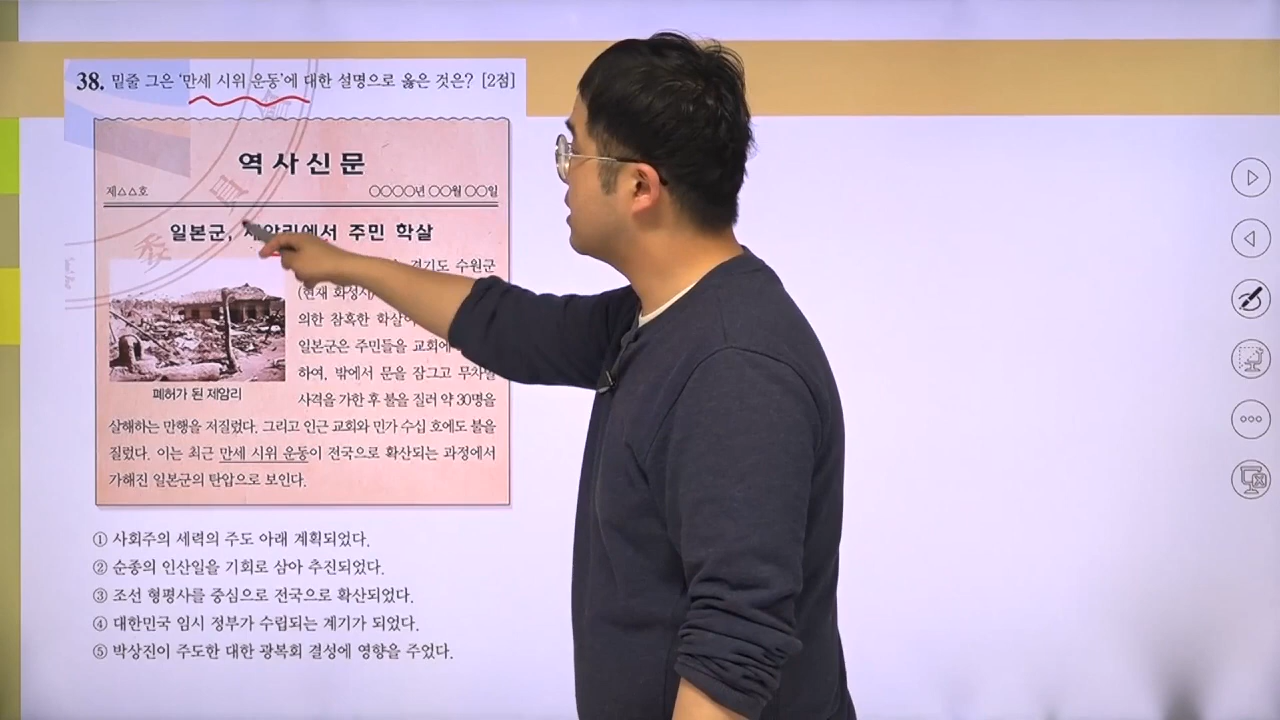 38. 밑줄 그은 '만세 시위 운동'에 대한 설명으로 옳은 것은? [2점]
역사신문
제△△호 ○○○○년 ○○월 ○○일
일본군, 제암리에서 주민 학살
경기도 수원군
(현재 화성시)
의한 참혹한
일본군은 주민들을 교회에
하여, 밖에서 문을 잠그고 무차별
사격을 가한 후 불을 질러 약 30명을
폐허가 된 제암리
살해하는 만행을 저질렀다. 그리고 인근 교회와 민가 수십 호에도 불을
질렀다. 이는 최근 만세 시위 운동이 전국으로 확산되는 과정에서
가해진 일본군의 탄압으로 보인다.
① 사회주의 세력의 주도 아래 계획되었다.
② 순종의 인산일을 기회로 삼아 추진되었다.
③ 조선 형평사를 중심으로 전국으로 확산되었다.
④ 대한민국 임시 정부가 수립되는 계기가 되었다.
⑤ 박상진이 주도한 대한 광복회 결성에 영향을 주었다.